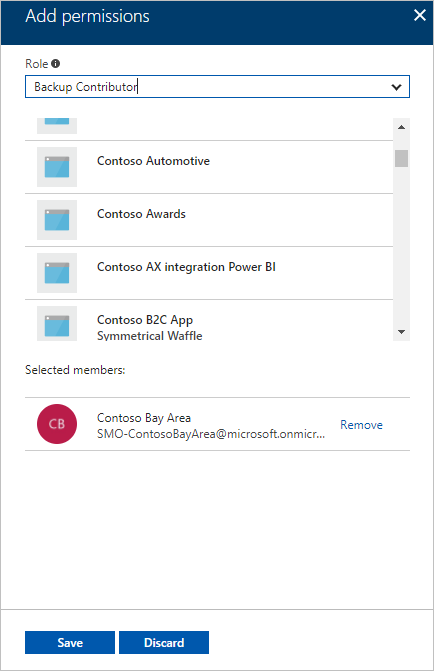 Add permissions
Role
Backup Contributor
Contoso Automotive
Contoso Awards
Contoso AX integration Power BI
Contoso B2C App
Symmetrical Waffle
Selected members:
CB
Contoso Bay Area
SMO-ContosoBayArea@microsoft.onmicr...
Remove
Save
Discard